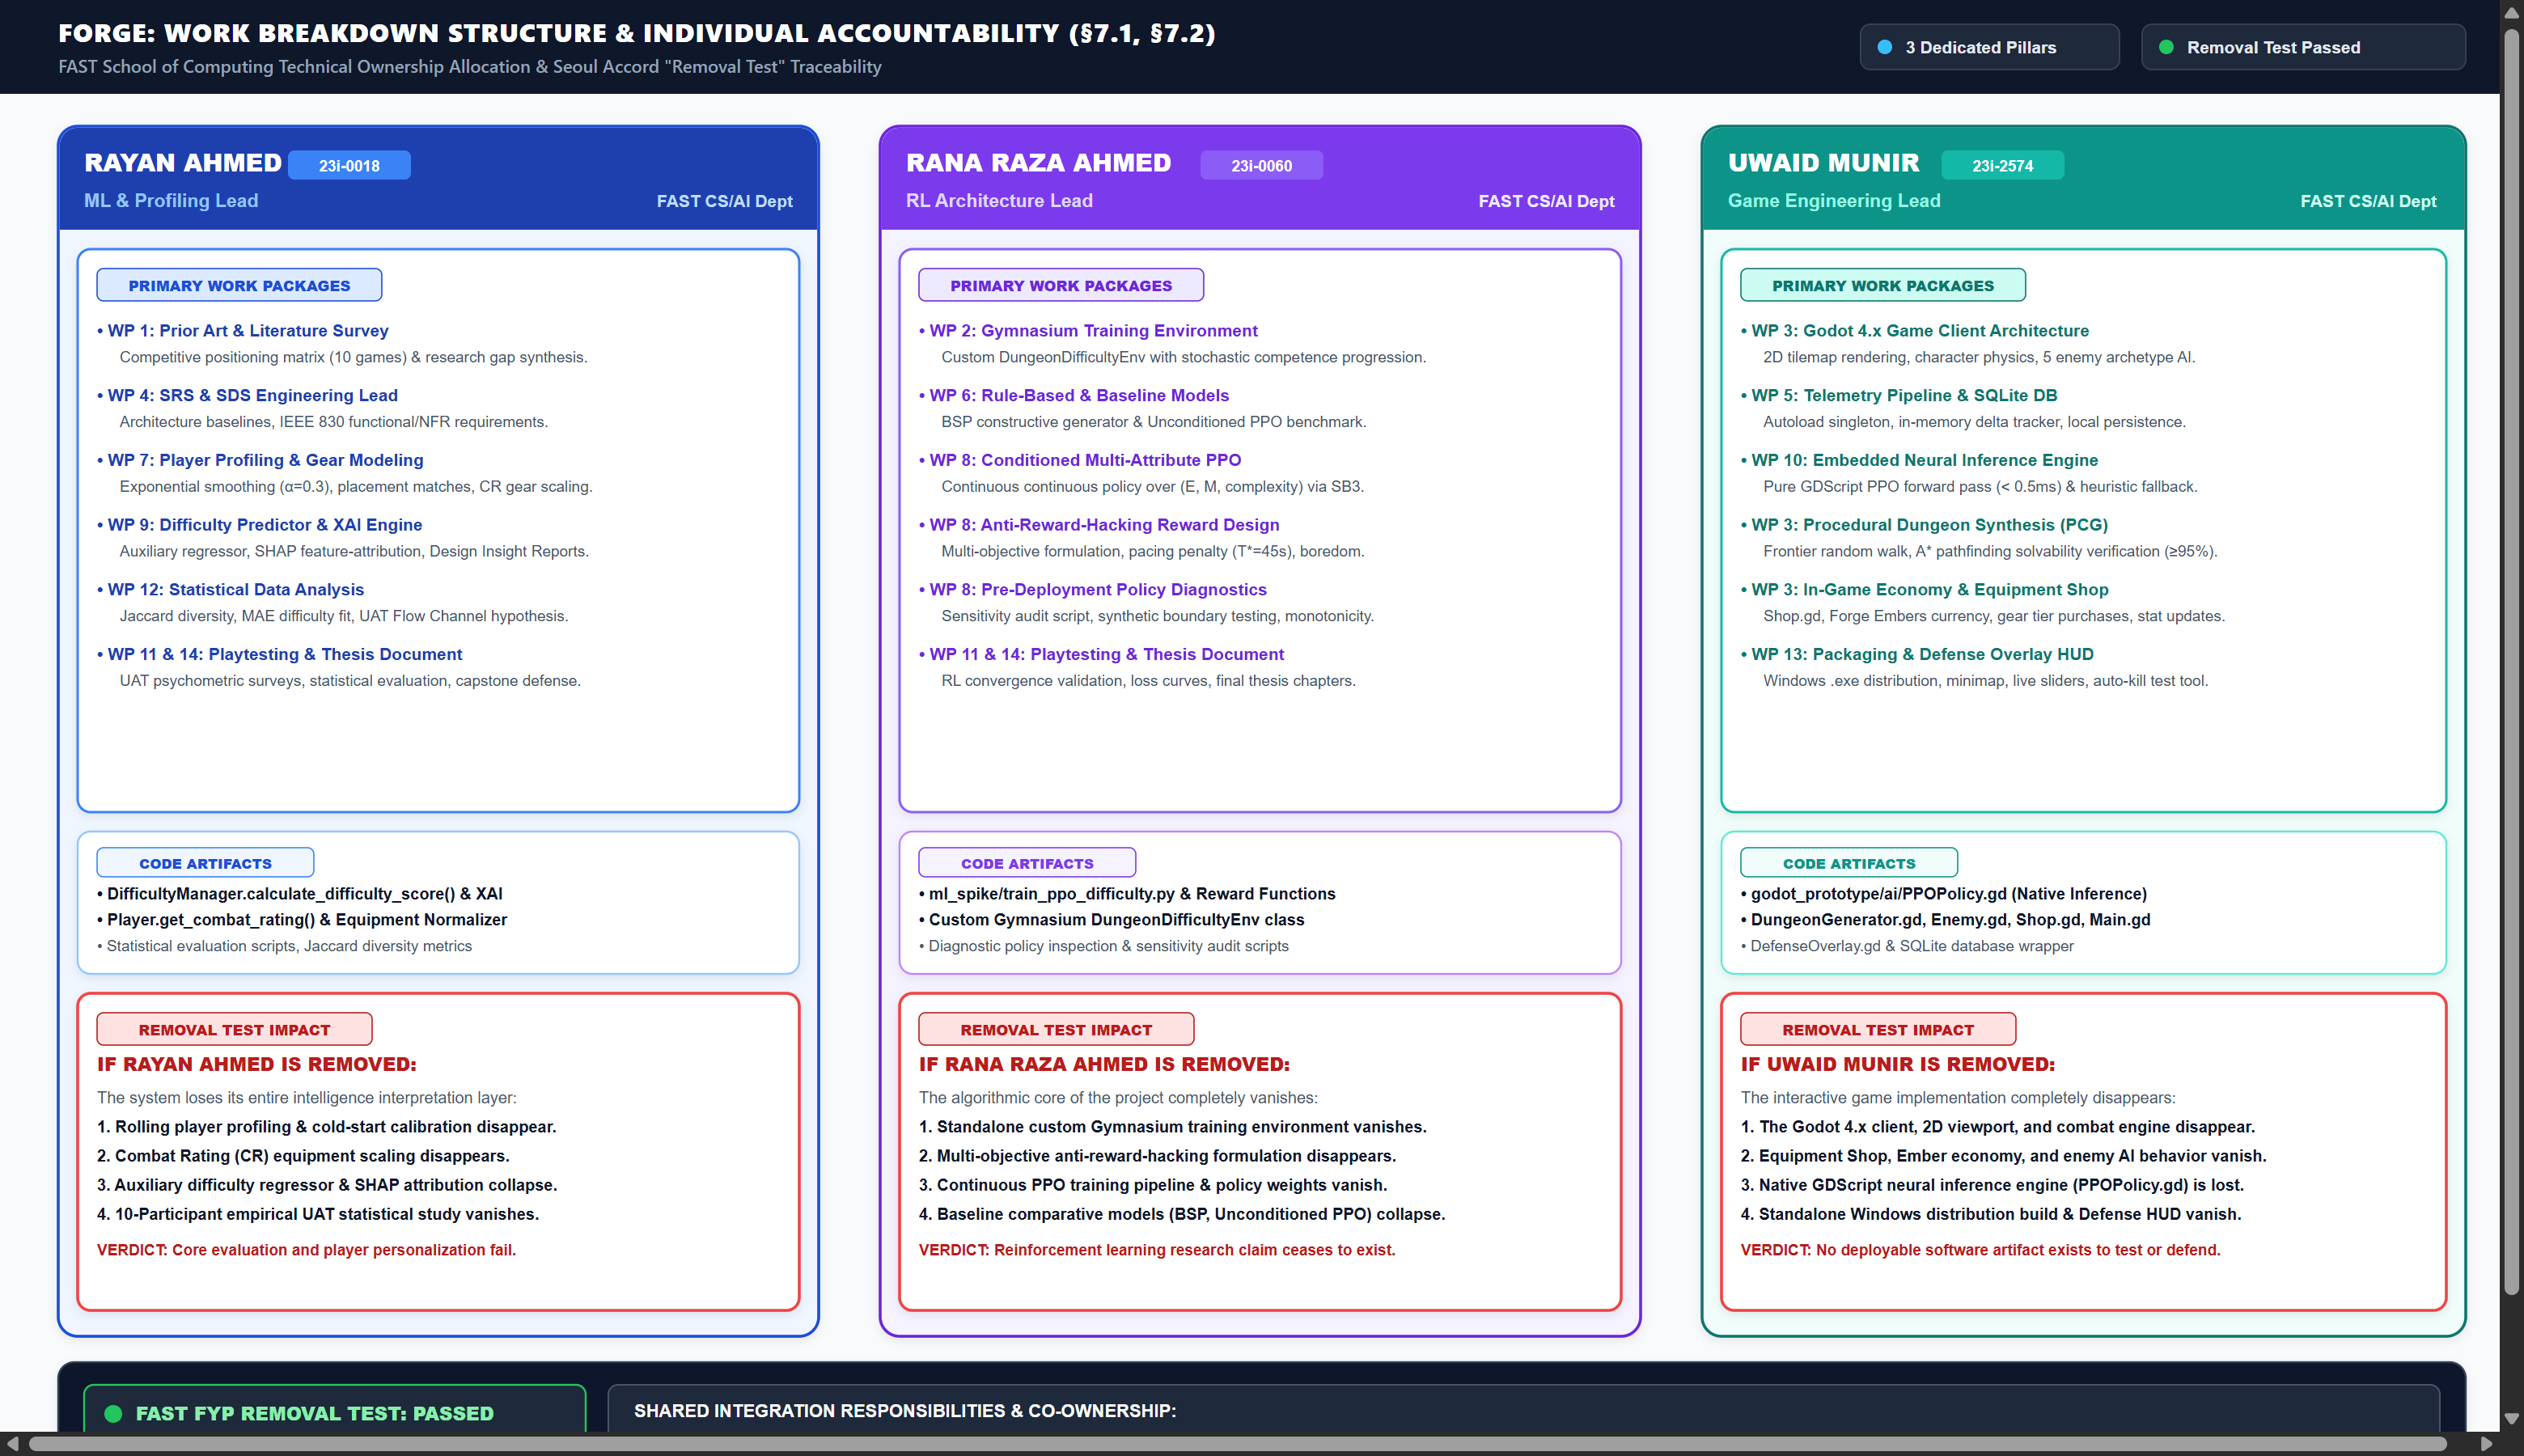 FORGE: WORK BREAKDOWN STRUCTURE & INDIVIDUAL ACCOUNTABILITY (§7.1, §7.2)
FAST School of Computing Technical Ownership Allocation & Seoul Accord "Removal Test" Traceability
3 Dedicated Pillars
Removal Test Passed
RAYAN AHMED
23i-0018
ML & Profiling Lead
FAST CS/AI Dept
PRIMARY WORK PACKAGES
• WP 1: Prior Art & Literature Survey
Competitive positioning matrix (10 games) & research gap synthesis.
• WP 4: SRS & SDS Engineering Lead
Architecture baselines, IEEE 830 functional/NFR requirements.
• WP 7: Player Profiling & Gear Modeling
Exponential smoothing (α=0.3), placement matches, CR gear scaling.
• WP 9: Difficulty Predictor & XAI Engine
Auxiliary regressor, SHAP feature-attribution, Design Insight Reports.
• WP 12: Statistical Data Analysis
Jaccard diversity, MAE difficulty fit, UAT Flow Channel hypothesis.
• WP 11 & 14: Playtesting & Thesis Document
UAT psychometric surveys, statistical evaluation, capstone defense.
CODE ARTIFACTS
• DifficultyManager.calculate_difficulty_score() & XAI
• Player.get_combat_rating() & Equipment Normalizer
• Statistical evaluation scripts, Jaccard diversity metrics
REMOVAL TEST IMPACT
IF RAYAN AHMED IS REMOVED:
The system loses its entire intelligence interpretation layer:
1. Rolling player profiling & cold-start calibration disappear.
2. Combat Rating (CR) equipment scaling disappears.
3. Auxiliary difficulty regressor & SHAP attribution collapse.
4. 10-Participant empirical UAT statistical study vanishes.
VERDICT: Core evaluation and player personalization fail.
RANA RAZA AHMED
23i-0060
RL Architecture Lead
FAST CS/AI Dept
PRIMARY WORK PACKAGES
• WP 2: Gymnasium Training Environment
Custom DungeonDifficultyEnv with stochastic competence progression.
• WP 6: Rule-Based & Baseline Models
BSP constructive generator & Unconditioned PPO benchmark.
• WP 8: Conditioned Multi-Attribute PPO
Continuous continuous policy over (E, M, complexity) via SB3.
• WP 8: Anti-Reward-Hacking Reward Design
Multi-objective formulation, pacing penalty (T*=45s), boredom.
• WP 8: Pre-Deployment Policy Diagnostics
Sensitivity audit script, synthetic boundary testing, monotonicity.
• WP 11 & 14: Playtesting & Thesis Document
RL convergence validation, loss curves, final thesis chapters.
CODE ARTIFACTS
• ml_spike/train_ppo_difficulty.py & Reward Functions
• Custom Gymnasium DungeonDifficultyEnv class
• Diagnostic policy inspection & sensitivity audit scripts
REMOVAL TEST IMPACT
IF RANA RAZA AHMED IS REMOVED:
The algorithmic core of the project completely vanishes:
1. Standalone custom Gymnasium training environment vanishes.
2. Multi-objective anti-reward-hacking formulation disappears.
3. Continuous PPO training pipeline & policy weights vanish.
4. Baseline comparative models (BSP, Unconditioned PPO) collapse.
VERDICT: Reinforcement learning research claim ceases to exist.
UWAID MUNIR
23i-2574
Game Engineering Lead
FAST CS/AI Dept
PRIMARY WORK PACKAGES
• WP 3: Godot 4.x Game Client Architecture
2D tilemap rendering, character physics, 5 enemy archetype AI.
• WP 5: Telemetry Pipeline & SQLite DB
Autoload singleton, in-memory delta tracker, local persistence.
• WP 10: Embedded Neural Inference Engine
Pure GDScript PPO forward pass (< 0.5ms) & heuristic fallback.
• WP 3: Procedural Dungeon Synthesis (PCG)
Frontier random walk, A* pathfinding solvability verification (≥95%).
• WP 3: In-Game Economy & Equipment Shop
Shop.gd, Forge Embers currency, gear tier purchases, stat updates.
• WP 13: Packaging & Defense Overlay HUD
Windows .exe distribution, minimap, live sliders, auto-kill test tool.
CODE ARTIFACTS
• godot_prototype/ai/PPOPolicy.gd (Native Inference)
• DungeonGenerator.gd, Enemy.gd, Shop.gd, Main.gd
• DefenseOverlay.gd & SQLite database wrapper
REMOVAL TEST IMPACT
IF UWAID MUNIR IS REMOVED:
The interactive game implementation completely disappears:
1. The Godot 4.x client, 2D viewport, and combat engine disappear.
2. Equipment Shop, Ember economy, and enemy AI behavior vanish.
3. Native GDScript neural inference engine (PPOPolicy.gd) is lost.
4. Standalone Windows distribution build & Defense HUD vanish.
VERDICT: No deployable software artifact exists to test or defend.
FAST FYP REMOVAL TEST: PASSED
SHARED INTEGRATION RESPONSIBILITIES & CO-OWNERSHIP: